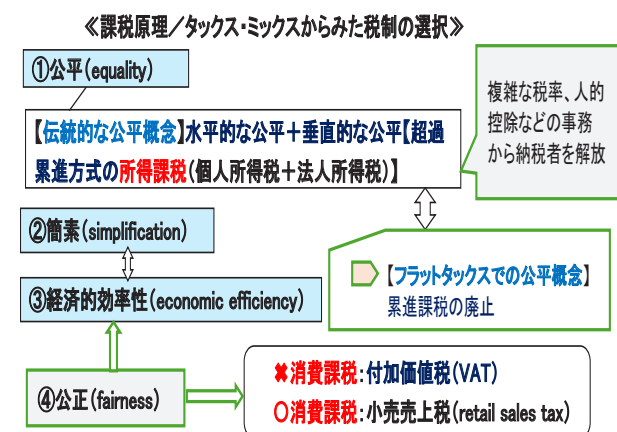 ≪課税原理／タックス・ミックスからみた税制の選択≫
①公平（equality）
【伝統的な公平概念】水平的な公平＋垂直的な公平【超過
累進方式の所得課税（個人所得税＋法人所得税）】
複雑な税率、人的
控除などの事務
から納税者を解放
②簡素（simplification）
【フラットタックスでの公平概念】
累進課税の廃止
③経済的効率性（economic efficiency）
④公正（fairness）
✖消費課税：付加価値税（VAT）
〇消費課税：小売売上税（retail sales tax）